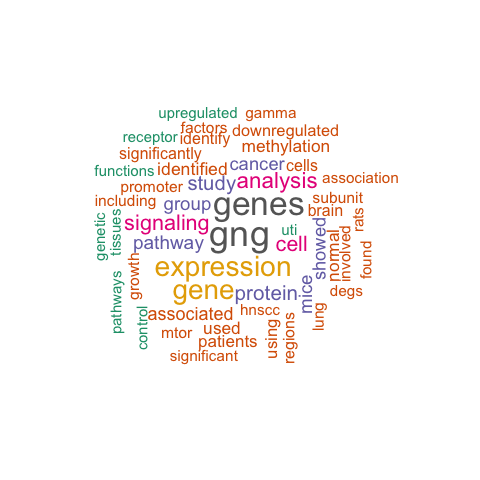 upregulated gamma
factors
receptor identify downregulated
methylation
significantly
functions identified cancer cells
promoter study analysis association
including group genes subunit
brain rats
genetic tissues signaling gng uti
pathway cell showed normal involved found
expression
pathways growth gene protein mice degs
control associated hnscc lung
mtor used
patients using regions
significant